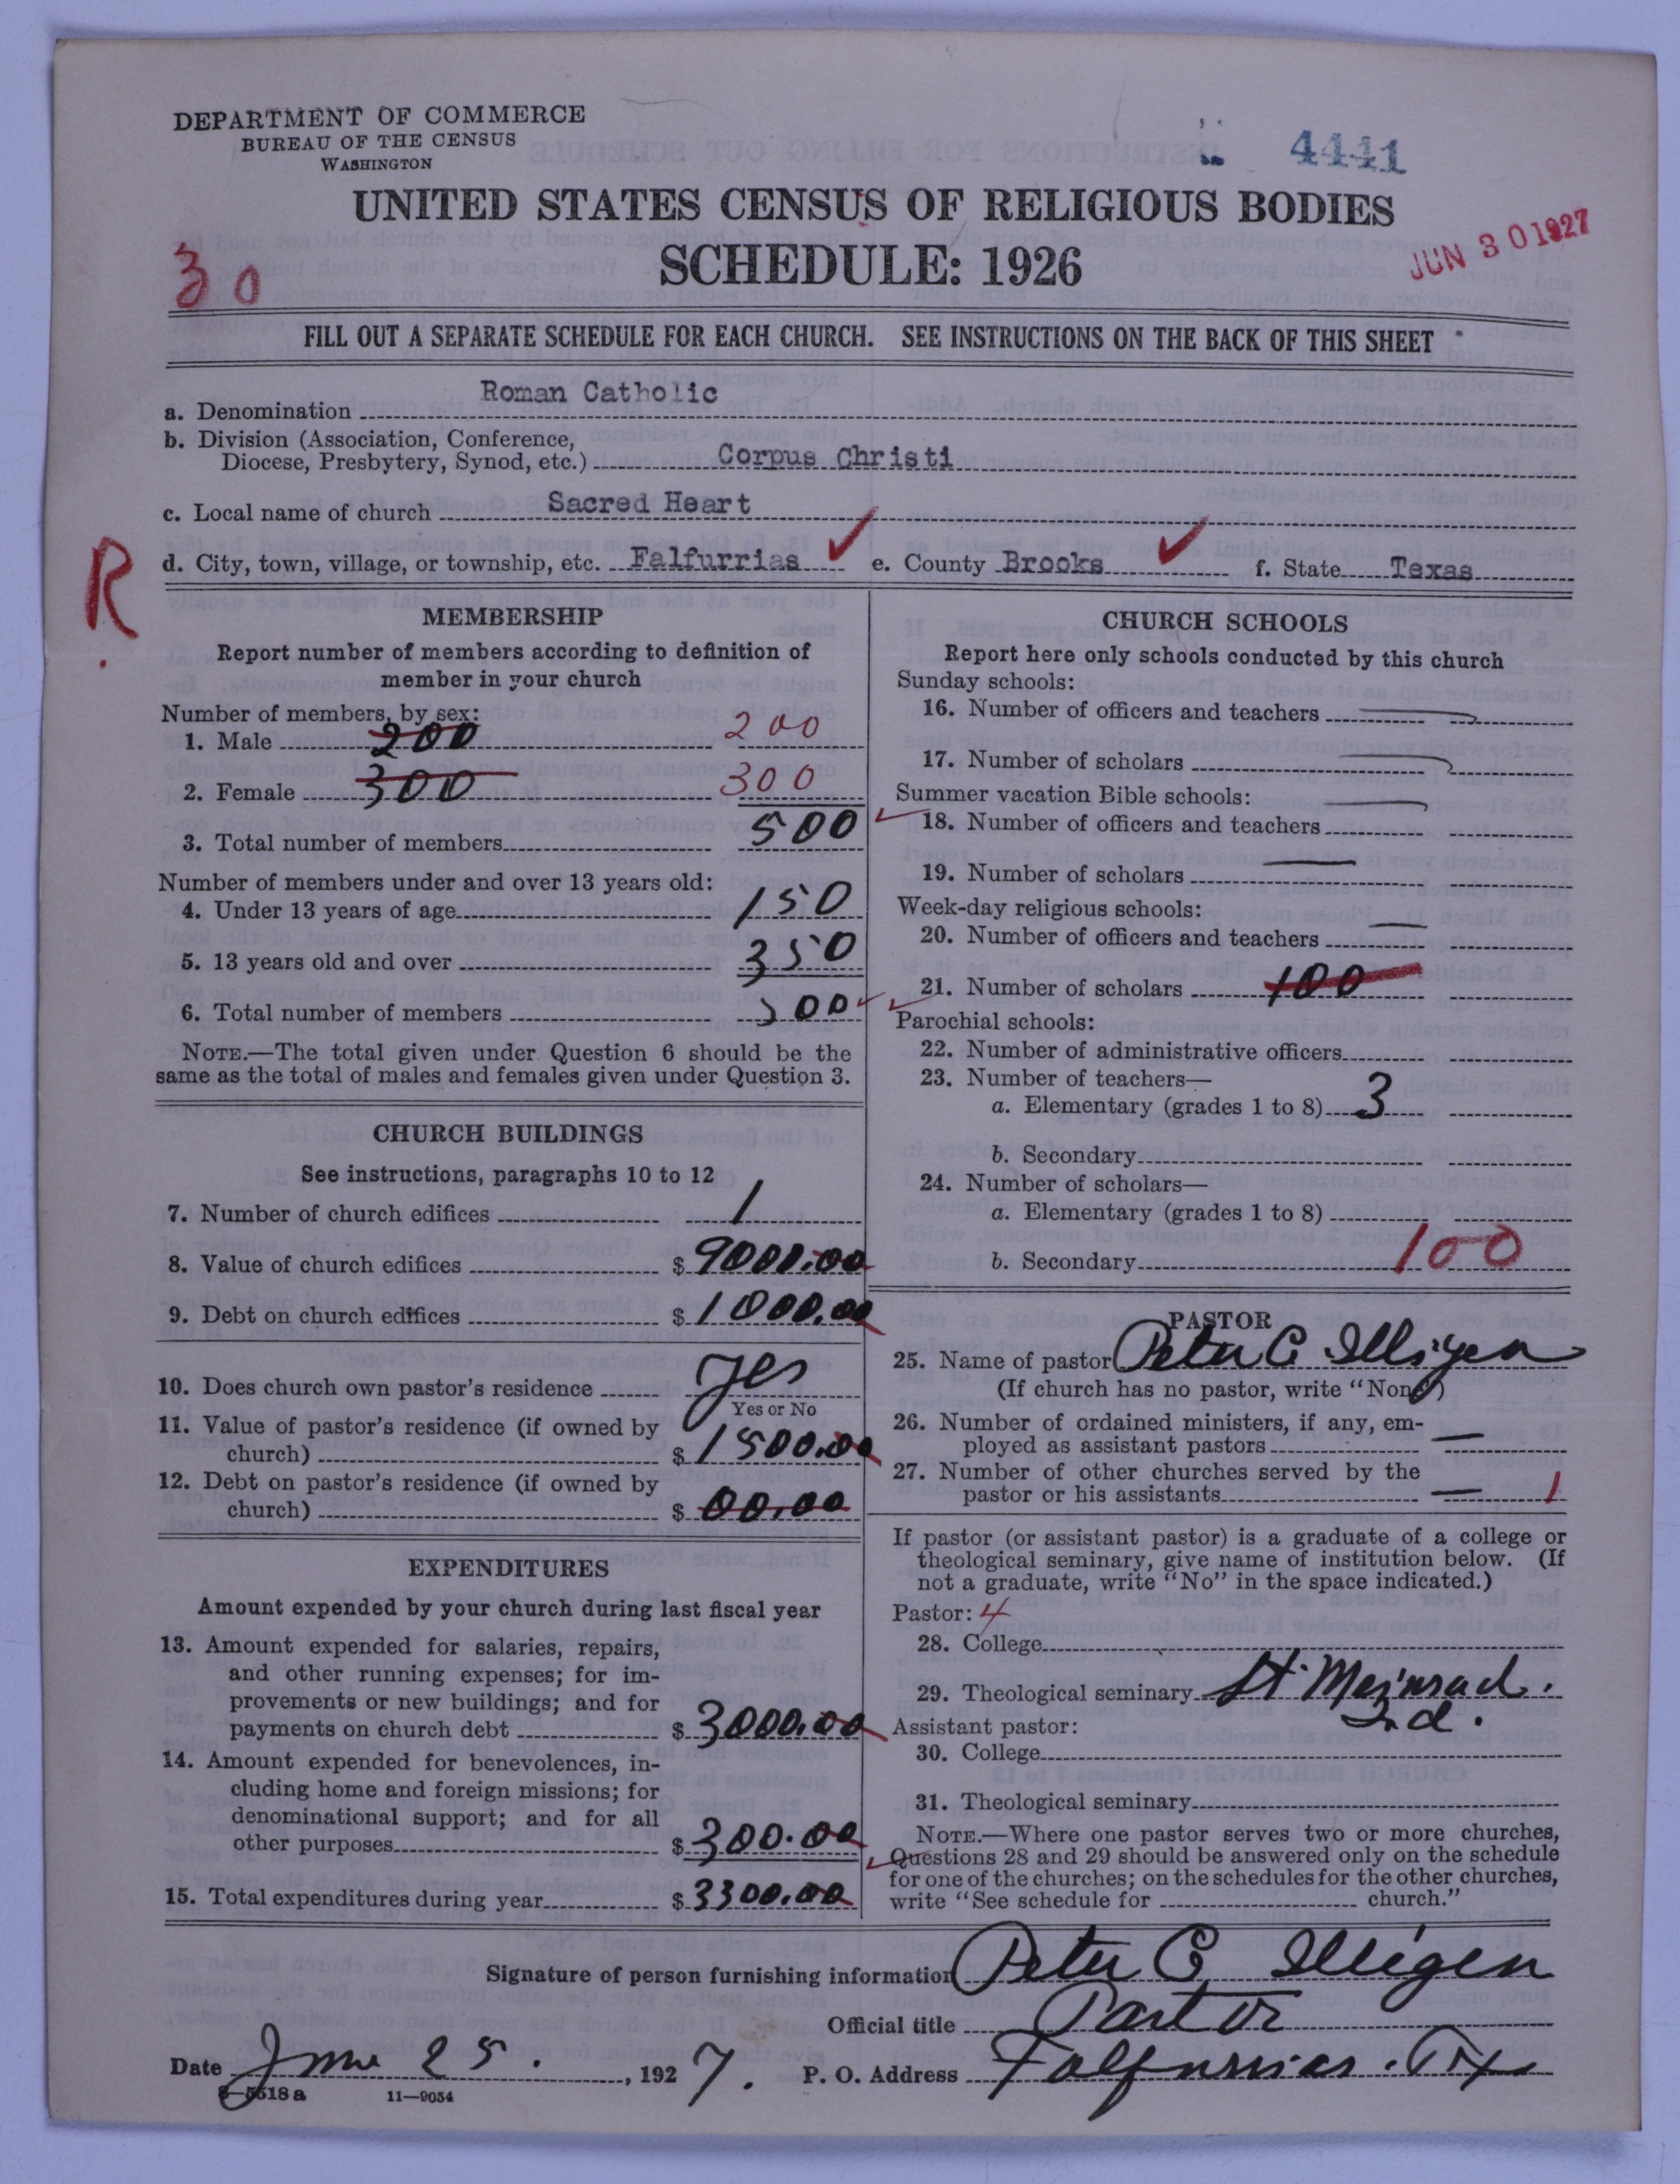 DEPARTMENT OF COMMERCE
BUREAU OF THE CENSUS
WASHINGTON
4441
UNITED STATES CENSUS OF RELIGIOUS BODIES
SCHEDULE: 1926
JUN 30 1927
30
FILL OUT A SEPARATE SCHEDULE FOR EACH CHURCH. SEE INSTRUCTIONS ON THE BACK OF THIS SHEET
a. Denomination Roman Catholic
b. Division (Association, Conference,
Diocese, Presbytery, Synod, etc.) Corpus Christi
c. Local name of church Sacred Heart
R
d. City, town, village, or township, etc. Falfurrias e. County Brooks f. State Texas
MEMBERSHIP
Report number of members according to definition of
member in your church
Number of members, by sex:
1. Male 200 200
2. Female 300 300
3. Total number of members 500
Number of members under and over 13 years old:
4. Under 13 years of age 150
5. 13 years old and over 350
6. Total number of members 500
NOTE.—The total given under Question 6 should be the
same as the total of males and females given under Question 3.
CHURCH BUILDINGS
See instructions, paragraphs 10 to 12
7. Number of church edifices 1
8. Value of church edifices $ 9000.00
9. Debt on church edifices $ 1000.00
10. Does church own pastor's residence Yes
Yes or No
11. Value of pastor's residence (if owned by
church) $ 1500.00
12. Debt on pastor's residence (if owned by
church) $ 00.00
EXPENDITURES
Amount expended by your church during last fiscal year
13. Amount expended for salaries, repairs,
and other running expenses; for im-
provements or new buildings; and for
payments on church debt $ 3000.00
14. Amount expended for benevolences, in-
cluding home and foreign missions; for
denominational support; and for all
other purposes $ 300.00
15. Total expenditures during year $ 3300.00
CHURCH SCHOOLS
Report here only schools conducted by this church
Sunday schools:
16. Number of officers and teachers
17. Number of scholars
Summer vacation Bible schools:
18. Number of officers and teachers
19. Number of scholars
Week-day religious schools:
20. Number of officers and teachers
21. Number of scholars 100
Parochial schools:
22. Number of administrative officers
23. Number of teachers—
a. Elementary (grades 1 to 8) 3
b. Secondary
24. Number of scholars—
a. Elementary (grades 1 to 8)
b. Secondary 100
PASTOR
25. Name of pastor Peter C. Illigen
(If church has no pastor, write "None")
26. Number of ordained ministers, if any, em-
ployed as assistant pastors —
27. Number of other churches served by the
pastor or his assistants — 1
If pastor (or assistant pastor) is a graduate of a college or
theological seminary, give name of institution below. (If
not a graduate, write "No" in the space indicated.)
Pastor: 4
28. College
29. Theological seminary St. Meinrad.
Ind.
Assistant pastor:
30. College
31. Theological seminary
NOTE.—Where one pastor serves two or more churches,
Questions 28 and 29 should be answered only on the schedule
for one of the churches; on the schedules for the other churches,
write "See schedule for church."
Signature of person furnishing information Peter C. Illigen
Official title Pastor
Date June 25. , 1927. P. O. Address Falfurrias. Tx
8—5518 a 11—9054